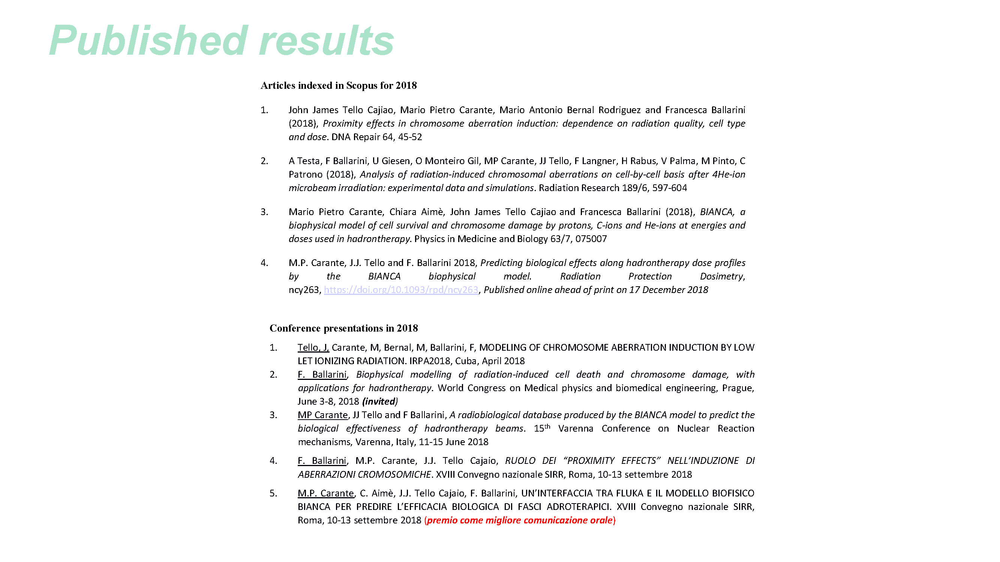 Published results
Articles indexed in Scopus for 2018
1. John James Tello Cajiao, Mario Pietro Carante, Mario Antonio Bernal Rodriguez and Francesca Ballarini
(2018), Proximity effects in chromosome aberration induction: dependence on radiation quality, cell type
and dose. DNA Repair 64, 45-52
2. A Testa, F Ballarini, U Giesen, O Monteiro Gil, MP Carante, JJ Tello, F Langner, H Rabus, V Palma, M Pinto, C
Patrono (2018), Analysis of radiation-induced chromosomal aberrations on cell-by-cell basis after 4He-ion
microbeam irradiation: experimental data and simulations. Radiation Research 189/6, 597-604
3. Mario Pietro Carante, Chiara Aimè, John James Tello Cajiao and Francesca Ballarini (2018), BIANCA, a
biophysical model of cell survival and chromosome damage by protons, C-ions and He-ions at energies and
doses used in hadrontherapy. Physics in Medicine and Biology 63/7, 075007
4. M.P. Carante, J.J. Tello and F. Ballarini 2018, Predicting biological effects along hadrontherapy dose profiles
by the BIANCA biophysical model. Radiation Protection Dosimetry,
ncy263, https://doi.org/10.1093/rpd/ncy263, Published online ahead of print on 17 December 2018
Conference presentations in 2018
1. Tello, J, Carante, M, Bernal, M, Ballarini, F, MODELING OF CHROMOSOME ABERRATION INDUCTION BY LOW
LET IONIZING RADIATION. IRPA2018, Cuba, April 2018
2. F. Ballarini, Biophysical modelling of radiation-induced cell death and chromosome damage, with
applications for hadrontherapy. World Congress on Medical physics and biomedical engineering, Prague,
June 3-8, 2018 (invited)
3. MP Carante, JJ Tello and F Ballarini, A radiobiological database produced by the BIANCA model to predict the
biological effectiveness of hadrontherapy beams. 15th Varenna Conference on Nuclear Reaction
mechanisms, Varenna, Italy, 11-15 June 2018
4. F. Ballarini, M.P. Carante, J.J. Tello Cajaio, RUOLO DEI “PROXIMITY EFFECTS” NELL’INDUZIONE DI
ABERRAZIONI CROMOSOMICHE. XVIII Convegno nazionale SIRR, Roma, 10-13 settembre 2018
5. M.P. Carante, C. Aimè, J.J. Tello Cajaio, F. Ballarini, UN’INTERFACCIA TRA FLUKA E IL MODELLO BIOFISICO
BIANCA PER PREDIRE L’EFFICACIA BIOLOGICA DI FASCI ADROTERAPICI. XVIII Convegno nazionale SIRR,
Roma, 10-13 settembre 2018 (premio come migliore comunicazione orale)